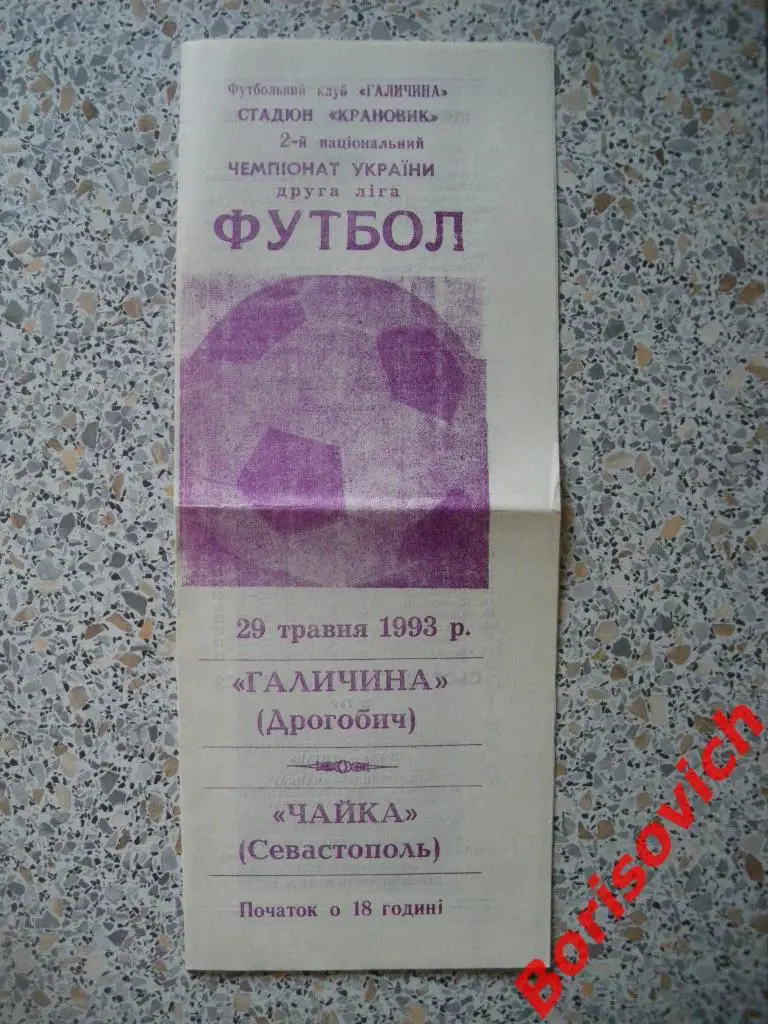 Футбольний клуб «ГАЛИЧИНА»
СТАДІОН «КРАНОВИК»
2-й національний
ЧЕМПІОНАТ УКРАЇНИ
друга ліга
ФУТБОЛ
29 травня 1993 р.
«ГАЛИЧИНА»
(Дрогобич)
«ЧАЙКА»
(Севастополь)
Початок о 18 годині
Borisovich